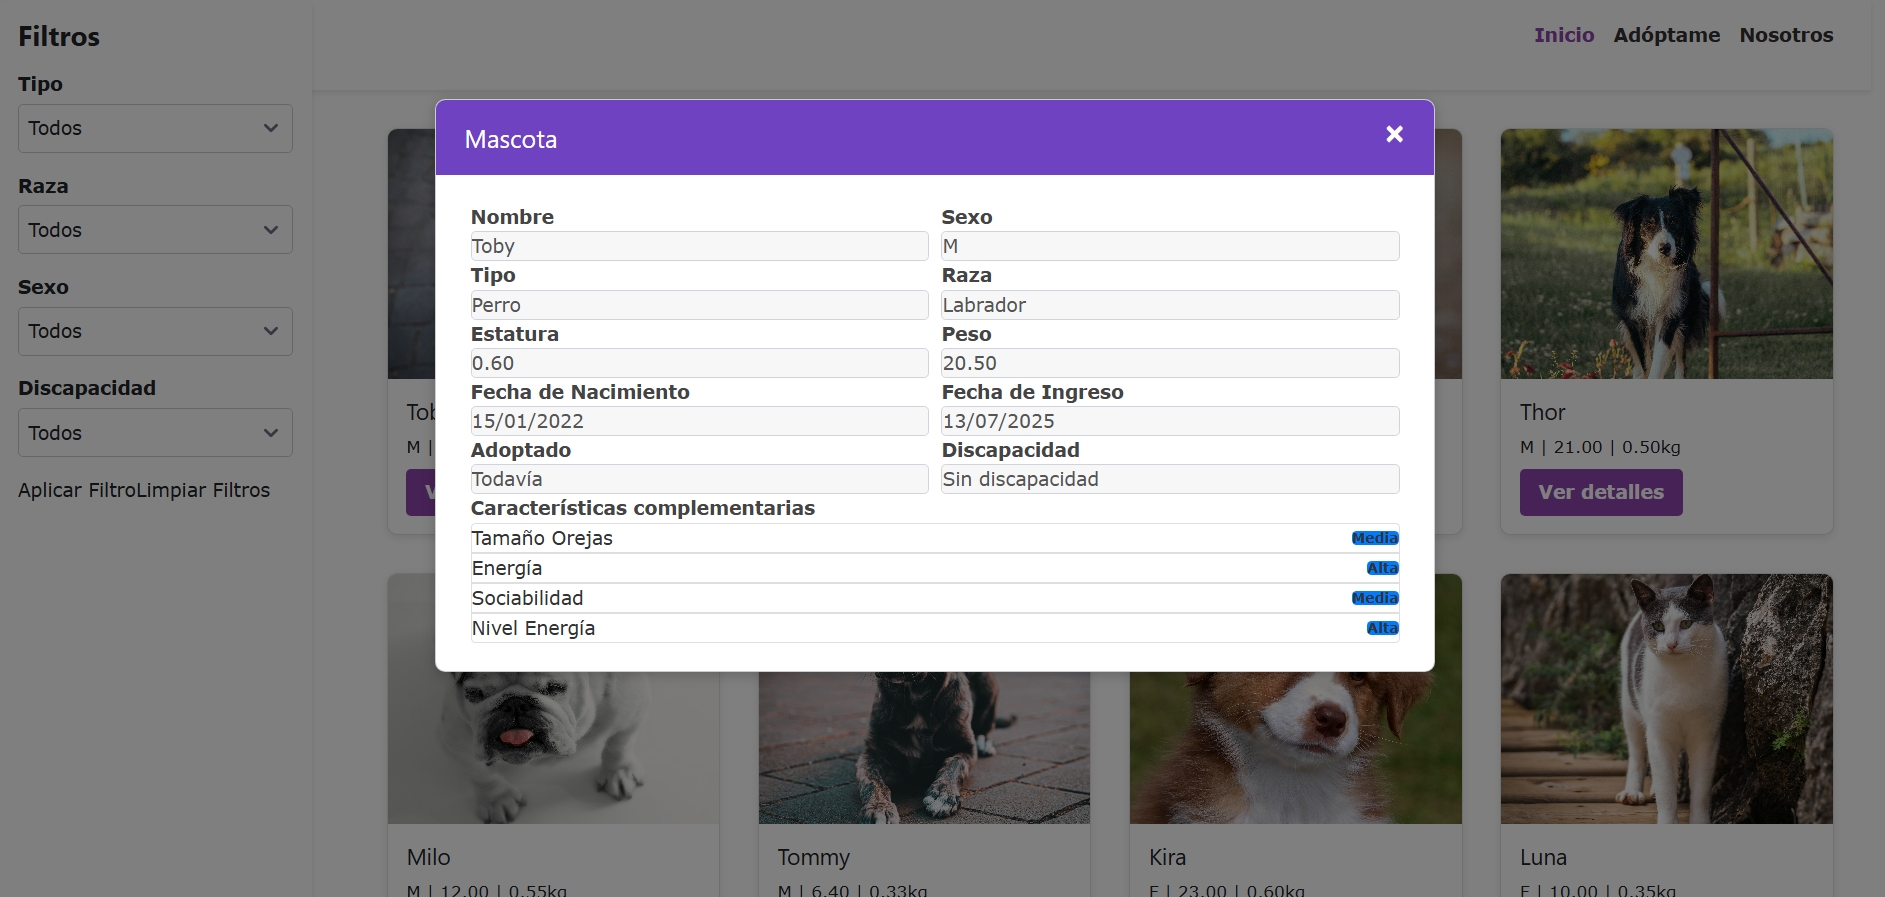 Filtros
Inicio Adóptame Nosotros
Tipo
Todos
Raza
Todos
Sexo
Todos
Discapacidad
Todos
Aplicar FiltroLimpiar Filtros
Mascota
Nombre Sexo
Toby M
Tipo Raza
Perro Labrador
Estatura Peso
0.60 20.50
Fecha de Nacimiento Fecha de Ingreso
15/01/2022 13/07/2025
Adoptado Discapacidad
Todavía Sin discapacidad
Características complementarias
Tamaño Orejas Media
Energía Alta
Sociabilidad Media
Nivel Energía Alta
M |
Thor
M | 21.00 | 0.50kg
Ver detalles
Milo Tommy Kira Luna
M | 12.00 | 0.55kg M | 6.40 | 0.33kg F | 23.00 | 0.60kg F | 10.00 | 0.35kg